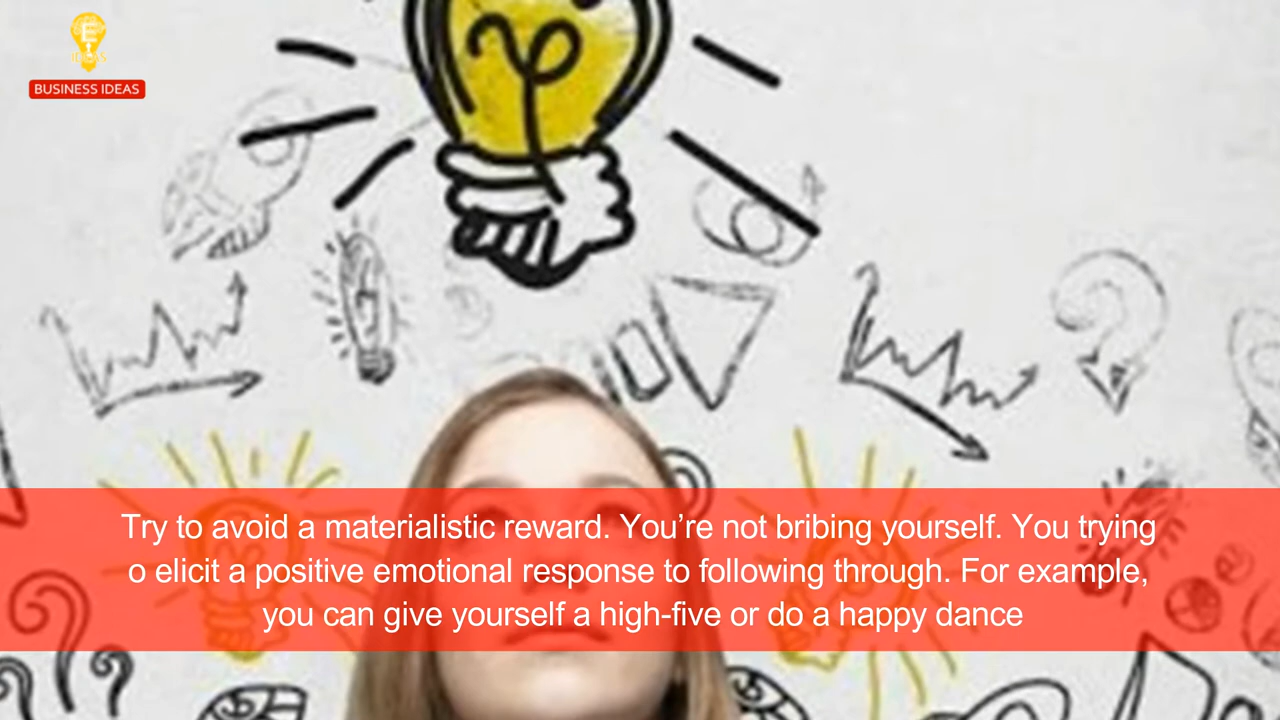 BUSINESS IDEAS
Try to avoid a materialistic reward. You’re not bribing yourself. You trying
o elicit a positive emotional response to following through. For example,
you can give yourself a high-five or do a happy dance